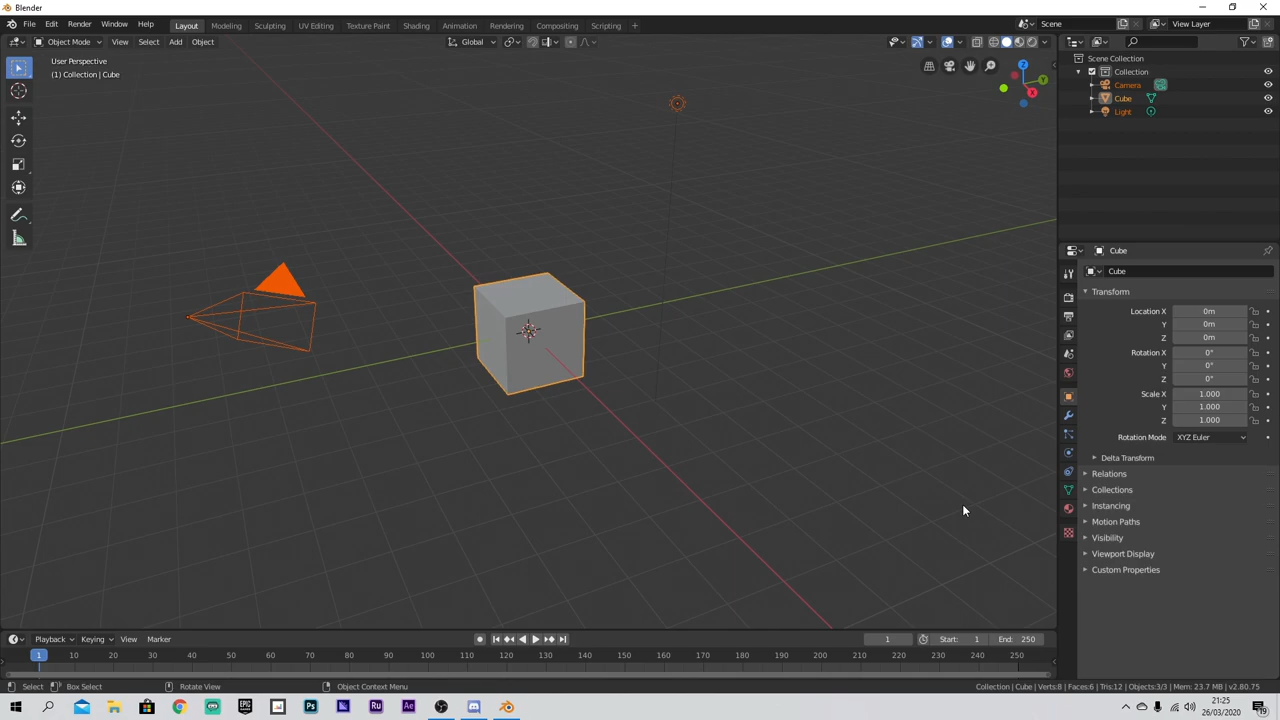 Blender
File Edit Render Window Help Layout Modeling Sculpting UV Editing Texture Paint Shading Animation Rendering Compositing Scripting + Scene View Layer
Object Mode View Select Add Object Global
User Perspective
(1) Collection | Cube
Z
Y
X
Scene Collection
Collection
Camera
Cube
Light
Cube
Cube
Transform
Location X 0m
Y 0m
Z 0m
Rotation X 0°
Y 0°
Z 0°
Scale X 1.000
Y 1.000
Z 1.000
Rotation Mode XYZ Euler
Delta Transform
Relations
Collections
Instancing
Motion Paths
Visibility
Viewport Display
Custom Properties
Playback Keying View Marker 1 Start: 1 End: 250
1 10 20 30 40 50 60 70 80 90 100 110 120 130 140 150 160 170 180 190 200 210 220 230 240 250
Select Box Select Rotate View Object Context Menu Collection | Cube | Verts:8 | Faces:6 | Tris:12 | Objects:3/3 | Mem: 23.7 MB | v2.80.75
EPIC GAMES Ps Ru Ae
21:25
26/03/2020
19